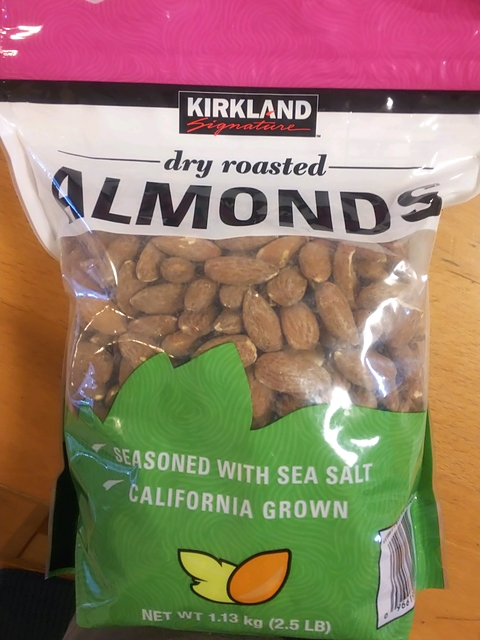 KIRKLAND
Signature
dry roasted
ALMONDS
SEASONED WITH SEA SALT
CALIFORNIA GROWN
NET WT 1.13 kg (2.5 LB)